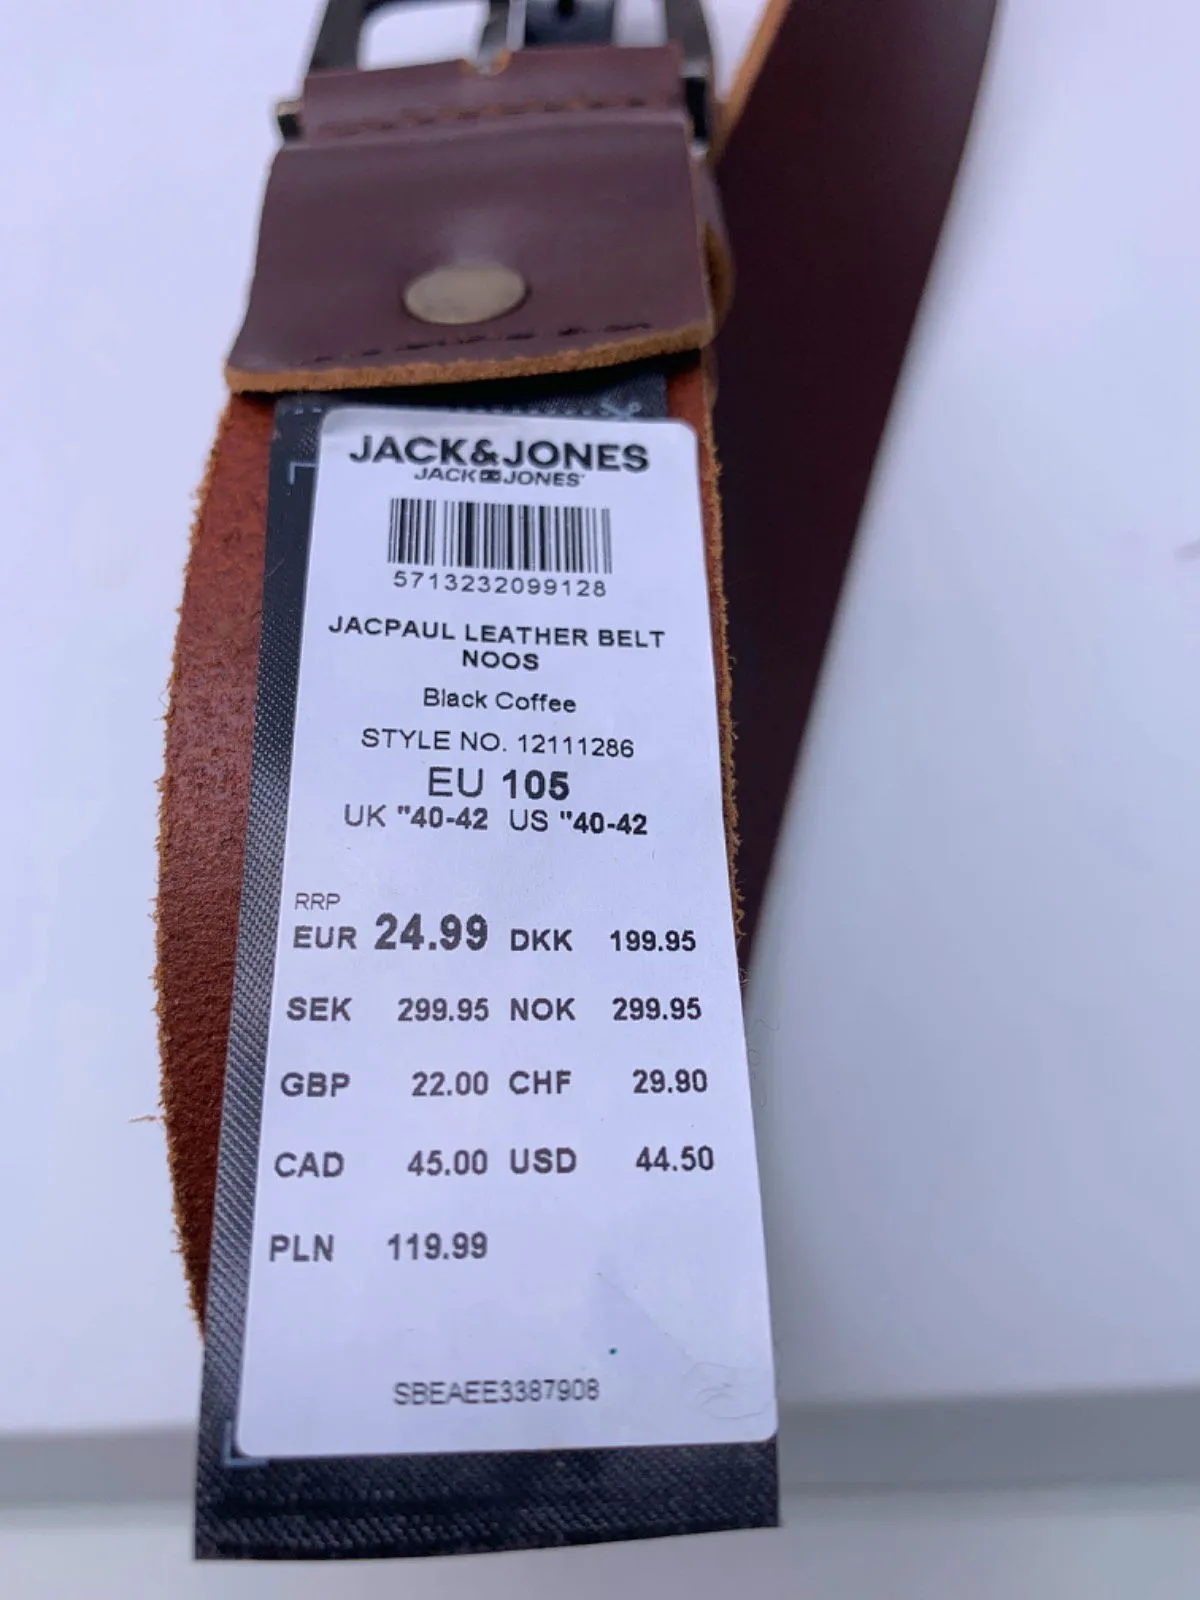 JACK&JONES
JACK JONES
5713232099128
JACPAUL LEATHER BELT
NOOS
Black Coffee
STYLE NO. 12111286
EU 105
UK "40-42 US "40-42
RRP
EUR 24.99 DKK 199.95
SEK 299.95 NOK 299.95
GBP 22.00 CHF 29.90
CAD 45.00 USD 44.50
PLN 119.99
SBEAEE3387908